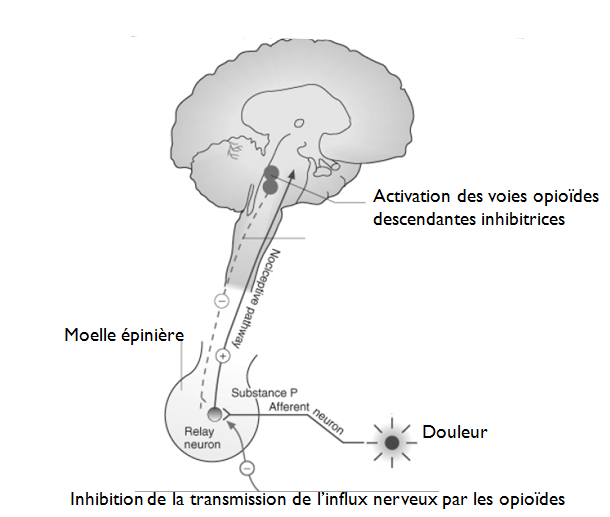 Activation des voies opioïdes
descendantes inhibitrices
Nociceptive pathway
Moelle épinière
Substance P
Afferent neuron
Relay
neuron
Douleur
Inhibition de la transmission de l'influx nerveux par les opioïdes